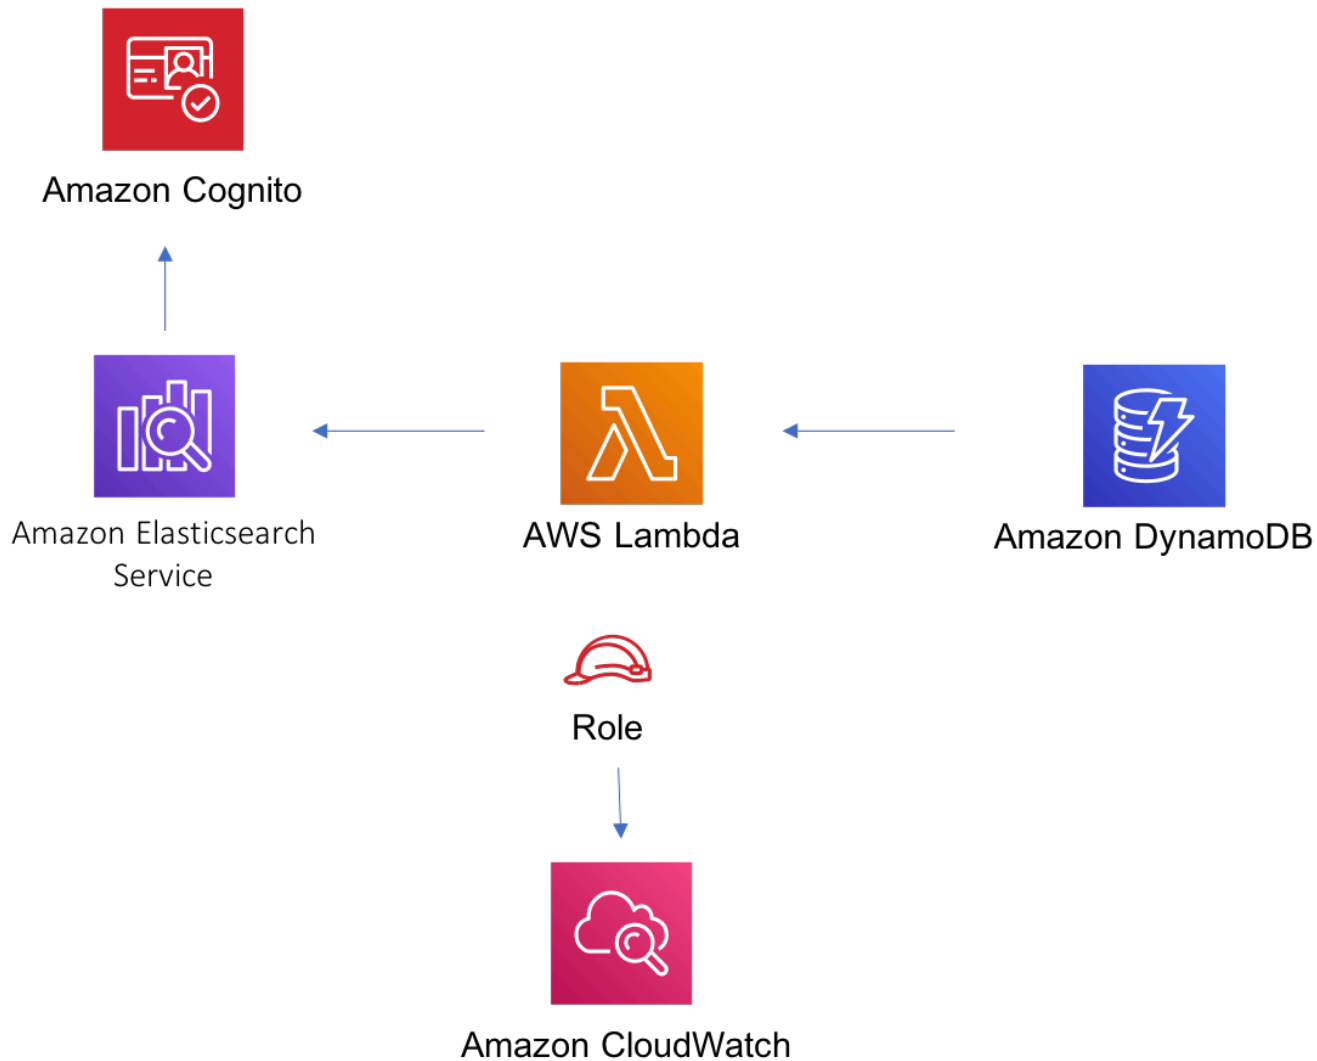 Amazon Cognito
Amazon Elasticsearch
Service
AWS Lambda
Amazon DynamoDB
Role
Amazon CloudWatch